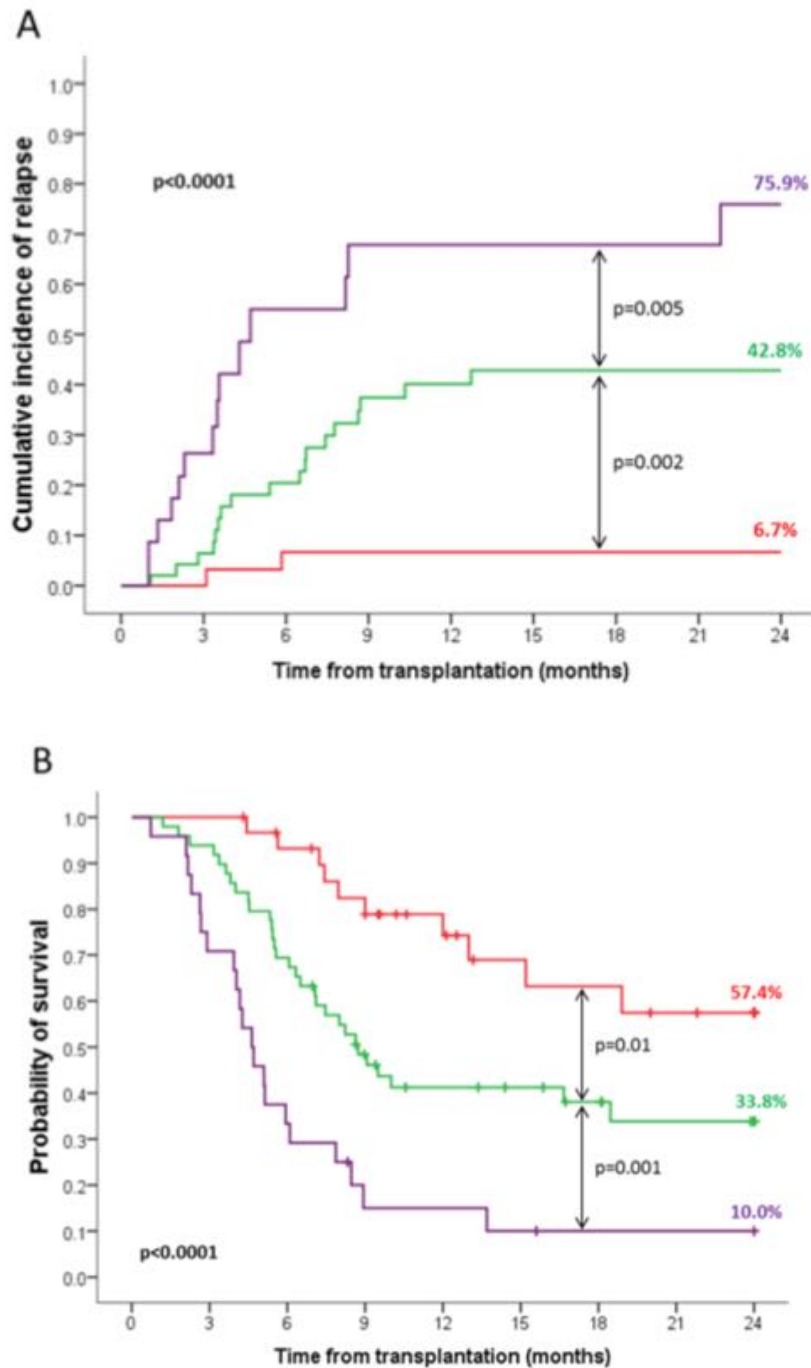 A
Cumulative incidence of relapse
1.0
0.9
0.8
0.7
0.6
0.5
0.4
0.3
0.2
0.1
0.0
p<0.0001
75.9%
p=0.005
42.8%
p=0.002
6.7%
0 3 6 9 12 15 18 21 24
Time from transplantation (months)
B
Probability of survival
1.0
0.9
0.8
0.7
0.6
0.5
0.4
0.3
0.2
0.1
0.0
57.4%
p=0.01
33.8%
p=0.001
10.0%
p<0.0001
0 3 6 9 12 15 18 21 24
Time from transplantation (months)